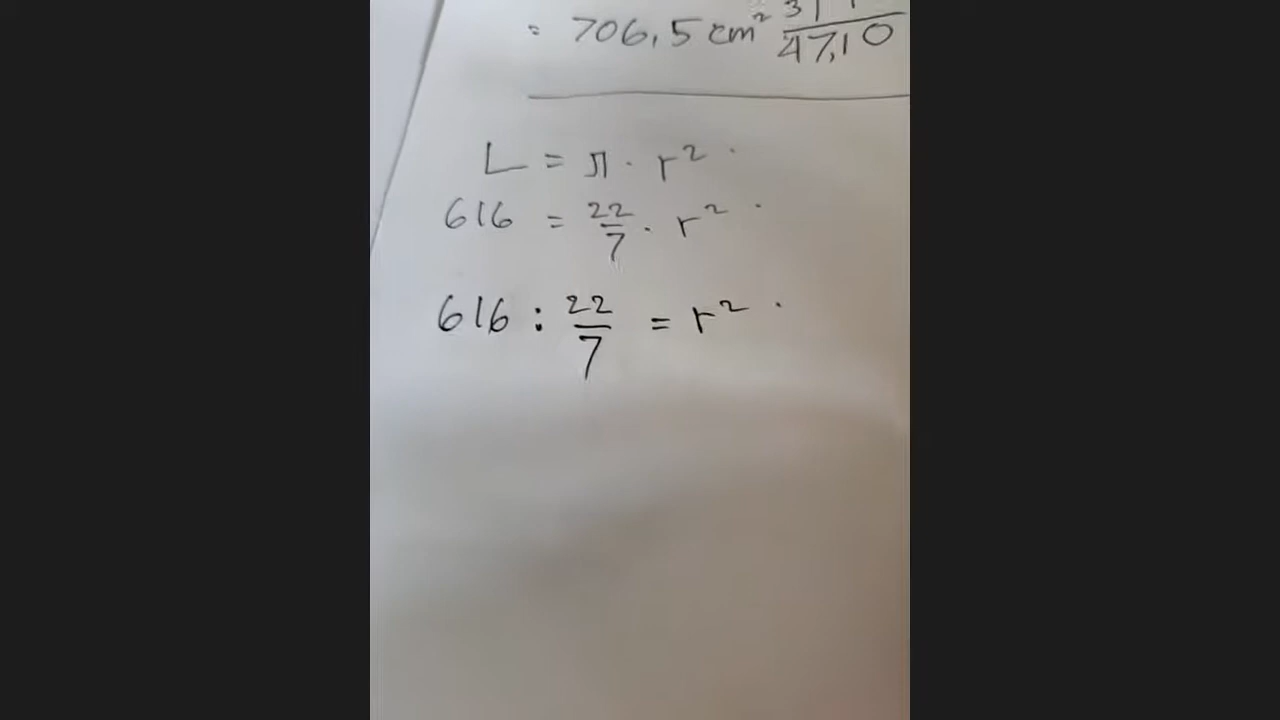 = 706,5 cm²
47,10
L = π · r²
616 = 22/7 · r²
616 : 22/7 = r²